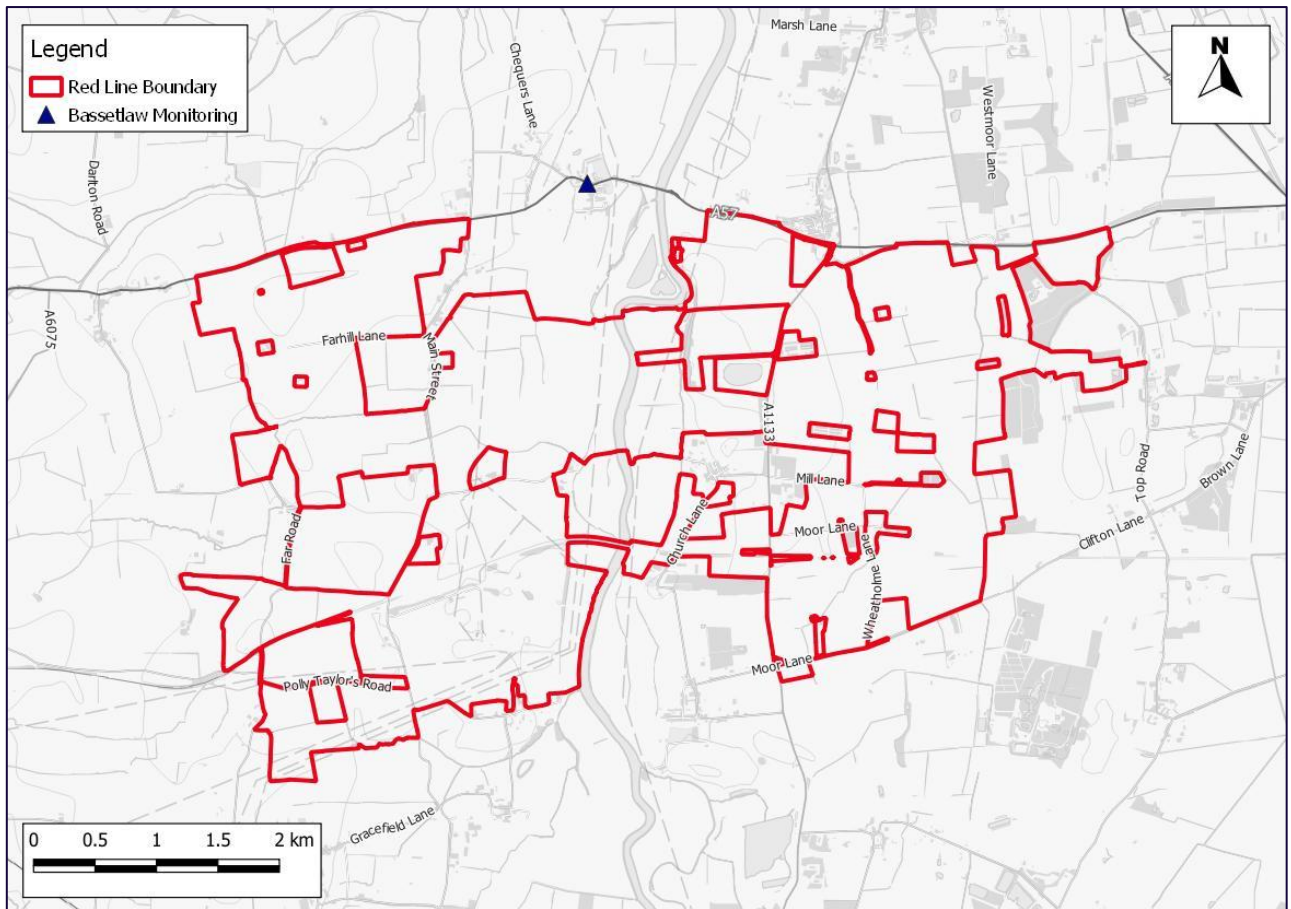 Legend
Red Line Boundary
Bassetlaw Monitoring
N
Marsh Lane
Chequers Lane
Westmoor Lane
Darlton Road
A57
A6075
Farhill Lane
Main Street
A1133
Top Road
Brown Lane
Mill Lane
Moor Lane
Church Lane
Clifton Lane
Far Road
Wheatholme Lane
Moor Lane
Polly Taylor's Road
Gracefield Lane
0 0.5 1 1.5 2 km